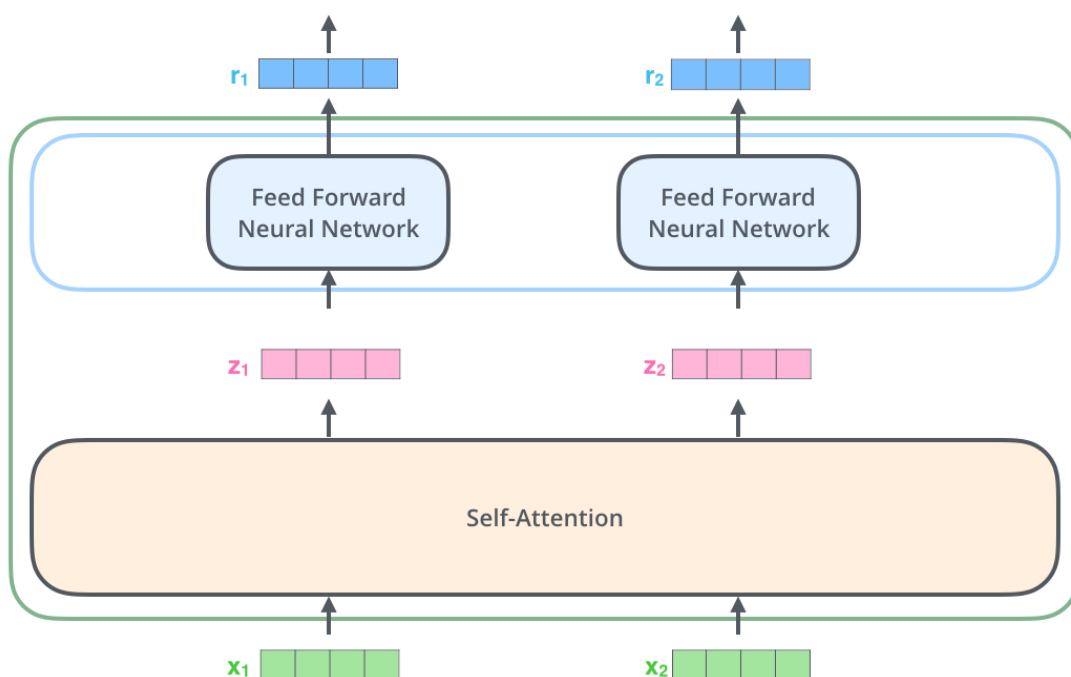 r₁ r₂
Feed Forward Feed Forward
Neural Network Neural Network
z₁ z₂
Self-Attention
x₁ x₂